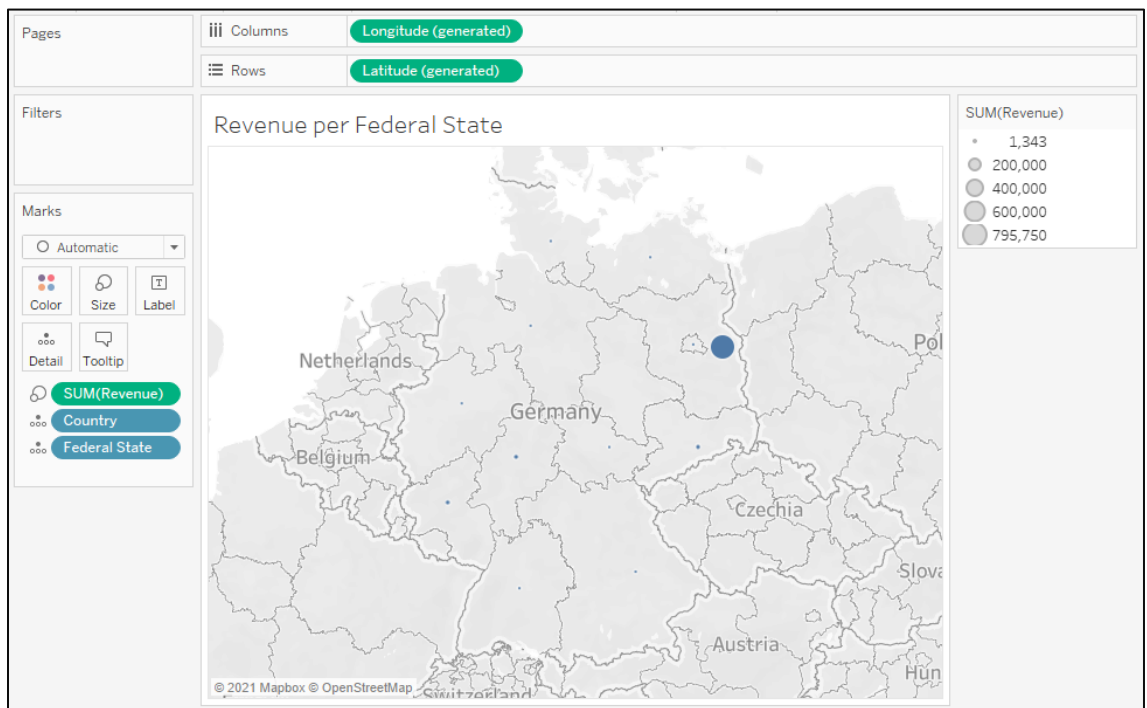 Pages
Columns
Longitude (generated)
Rows
Latitude (generated)
Filters
Marks
Automatic
Color
Size
Label
Detail
Tooltip
SUM(Revenue)
Country
Federal State
Revenue per Federal State
Netherlands
Germany
Belgium
Pol
Czechia
Slova
Austria
Hun
Switzerland
© 2021 Mapbox © OpenStreetMap
SUM(Revenue)
1,343
200,000
400,000
600,000
795,750